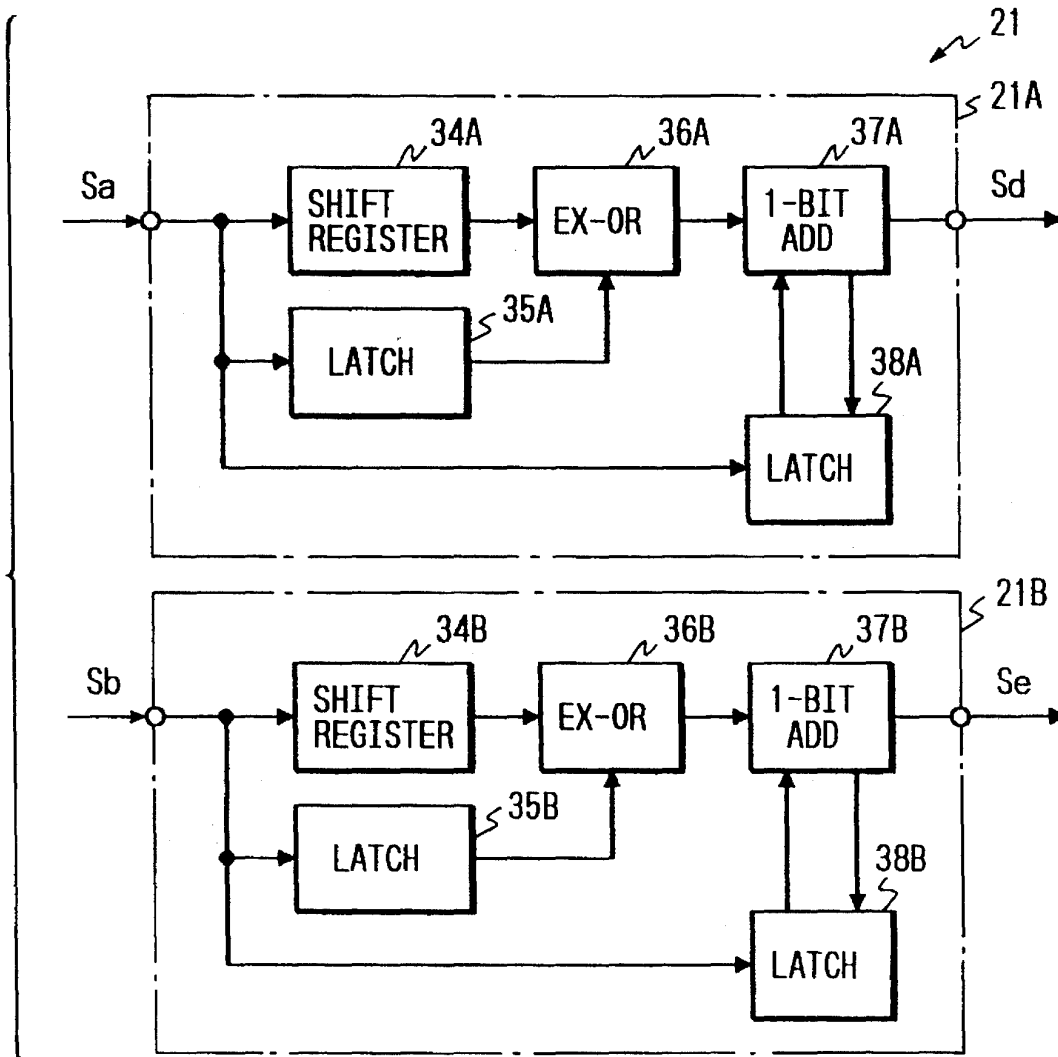 21
21A
34A
36A
37A
Sa
SHIFT
REGISTER
EX-OR
1-BIT
ADD
Sd
35A
LATCH
38A
LATCH
21B
34B
36B
37B
Sb
SHIFT
REGISTER
EX-OR
1-BIT
ADD
Se
35B
LATCH
38B
LATCH